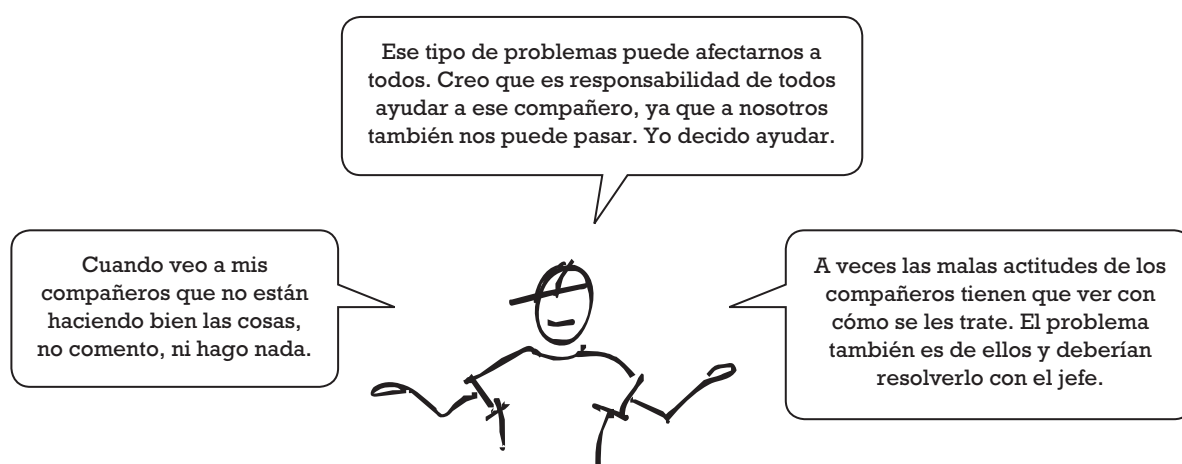 Ese tipo de problemas puede afectarnos a
todos. Creo que es responsabilidad de todos
ayudar a ese compañero, ya que a nosotros
también nos puede pasar. Yo decido ayudar.
Cuando veo a mis
compañeros que no están
haciendo bien las cosas,
no comento, ni hago nada.
A veces las malas actitudes de los
compañeros tienen que ver con
cómo se les trate. El problema
también es de ellos y deberían
resolverlo con el jefe.